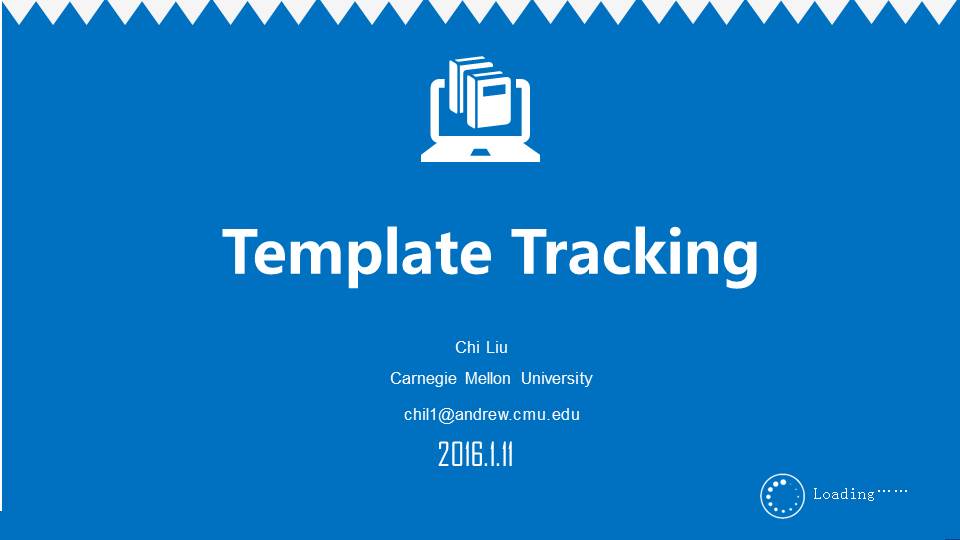 Template Tracking
Chi Liu
Carnegie Mellon University
chil1@andrew.cmu.edu
2016.1.11
Loading……